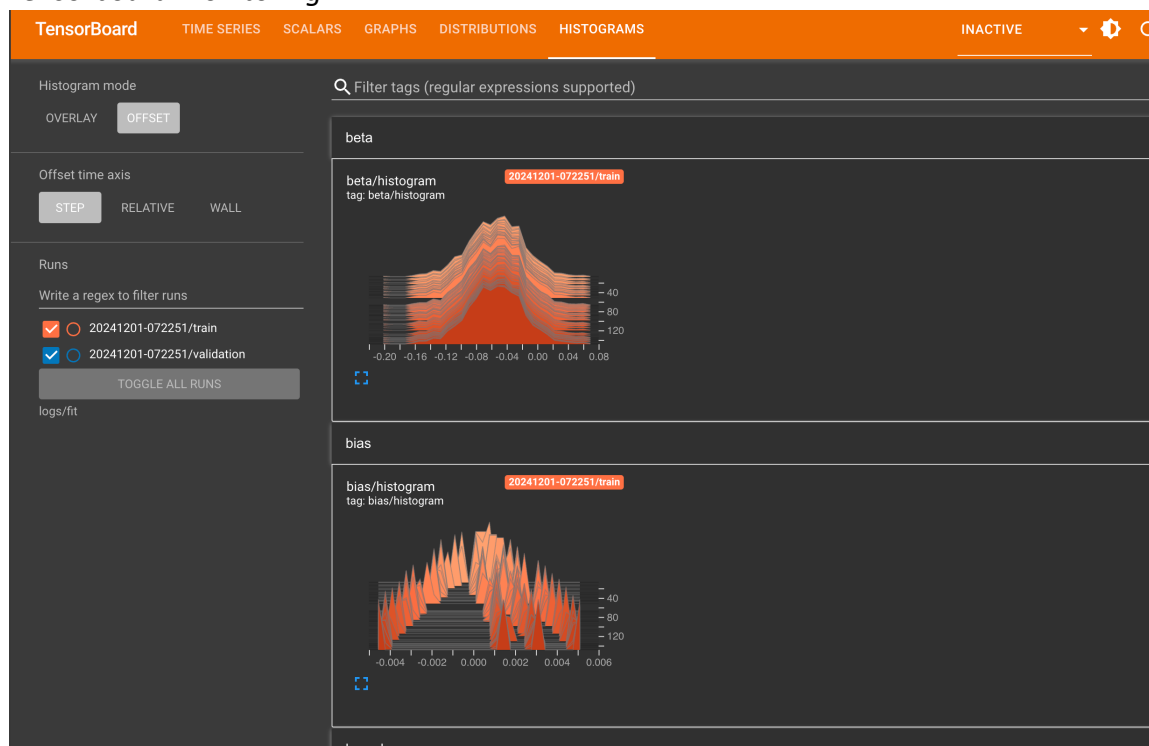 TensorBoard TIME SERIES SCALARS GRAPHS DISTRIBUTIONS HISTOGRAMS INACTIVE
Histogram mode
OVERLAY OFFSET
Offset time axis
STEP RELATIVE WALL
Runs
Write a regex to filter runs
20241201-072251/train
20241201-072251/validation
TOGGLE ALL RUNS
logs/fit
Filter tags (regular expressions supported)
beta
beta/histogram 20241201-072251/train
tag: beta/histogram
40
80
120
-0.20 -0.16 -0.12 -0.08 -0.04 0.00 0.04 0.08
bias
bias/histogram 20241201-072251/train
tag: bias/histogram
40
80
120
-0.004 -0.002 0.000 0.002 0.004 0.006